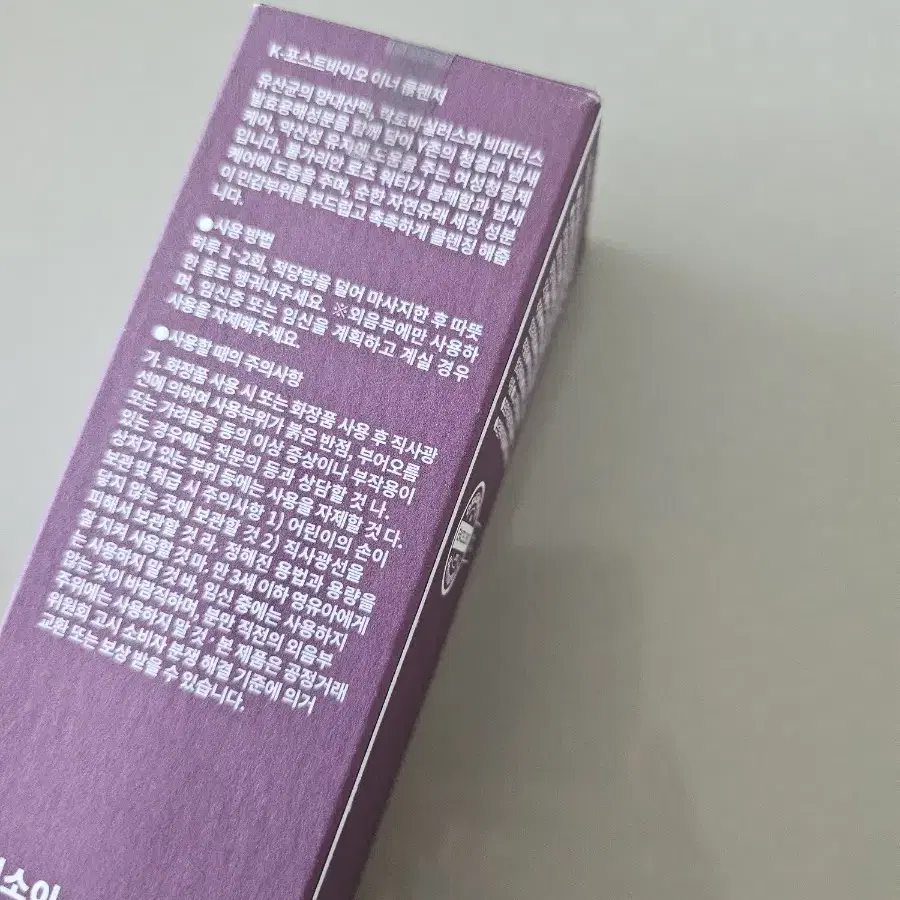 K-포스트바이오 이너 클렌저
유산균의 황대산맥, 락토바실러스와 비피더스
발효용해성분을 함께 담아 Y존의 청결과 냄새
케어, 약산성 유지에 도움을 주는 여성청결제
입니다. 불가리안 로즈 워터가 불쾌함과 냄새
케어에 도움을 주며, 순한 자연유래 세정 성분
이 민감부위를 부드럽고 촉촉하게 클렌징 해줍
니다.
●사용 방법
하루 1~2회, 적당량을 덜어 마사지한 후 따뜻
한 물로 헹궈내주세요. ※외음부에만 사용하
며, 임신중 또는 임신을 계획하고 계실 경우
사용을 자제해주세요.
●사용할 때의 주의사항
가. 화장품 사용 시 또는 화장품 사용 후 직사광
선에 의하여 사용부위가 붉은 반점, 부어오름
또는 가려움증 등의 이상 증상이나 부작용이
있는 경우에는 전문의 등과 상담할 것 나.
상처가 있는 부위 등에는 사용을 자제할 것 다.
보관 및 취급 시 주의사항 1) 어린이의 손이
닿지 않는 곳에 보관할 것 2) 직사광선을
피해서 보관할 것 라. 정해진 용법과 용량을
잘 지켜 사용할 것 마. 만 3세 이하 영유아에게
는 사용하지 말 것 바. 임신 중에는 사용하지
않는 것이 바람직하며, 분만 직전의 외음부
주위에는 사용하지 말 것 · 본 제품은 공정거래
위원회 고시 소비자 분쟁 해결 기준에 의거
교환 또는 보상 받을 수 있습니다.